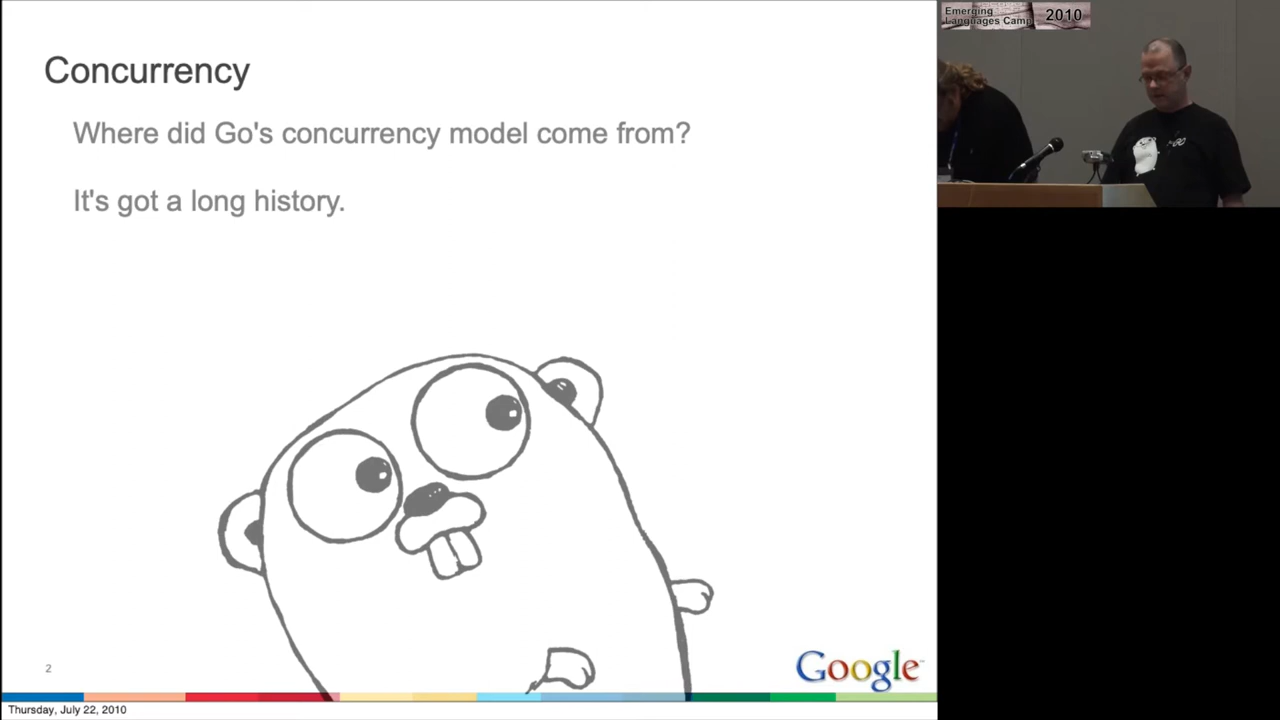 Concurrency
Where did Go's concurrency model come from?
It's got a long history.
2
Google
Thursday, July 22, 2010
Emerging
Languages Camp
2010
GO